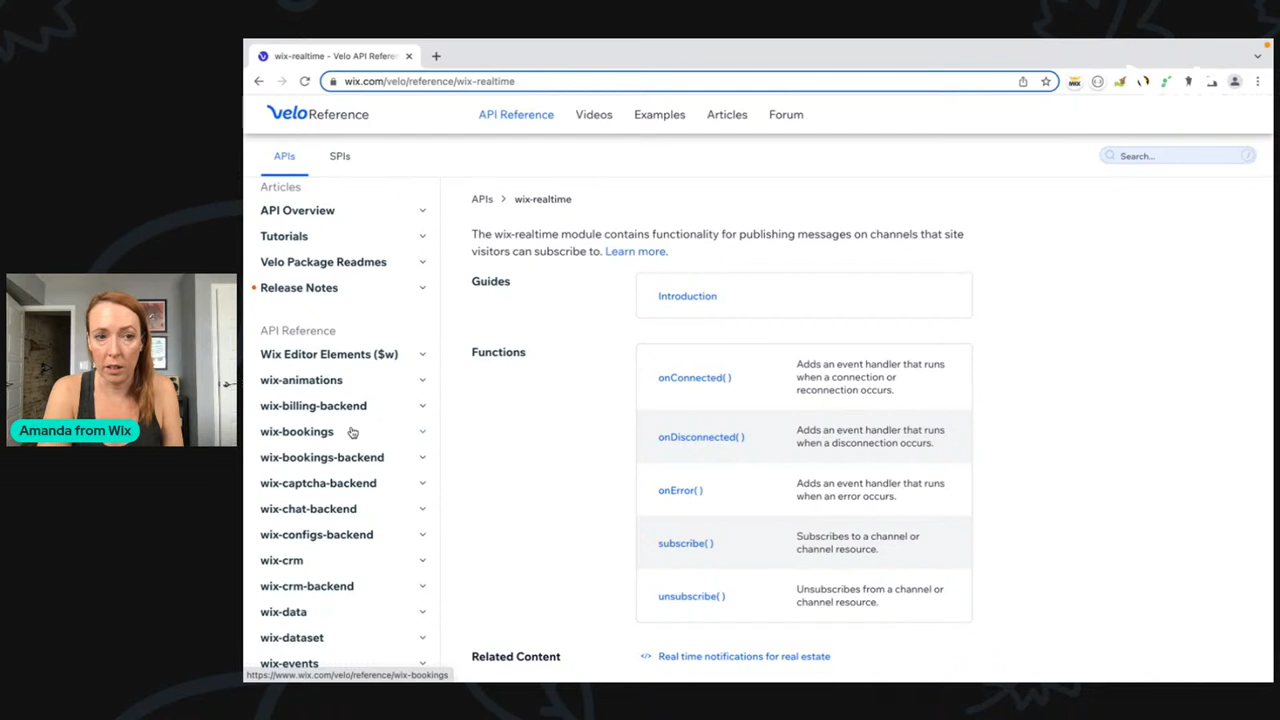 wix-realtime - Velo API Referen
wix.com/velo/reference/wix-realtime
velo Reference
API Reference
Videos
Examples
Articles
Forum
APIs
SPIs
Search...
Articles
API Overview
Tutorials
Velo Package Readmes
Release Notes
API Reference
Wix Editor Elements ($w)
wix-animations
wix-billing-backend
wix-bookings
wix-bookings-backend
wix-captcha-backend
wix-chat-backend
wix-configs-backend
wix-crm
wix-crm-backend
wix-data
wix-dataset
wix-events
https://www.wix.com/velo/reference/wix-bookings
APIs > wix-realtime
The wix-realtime module contains functionality for publishing messages on channels that site
visitors can subscribe to. Learn more.
Guides
Introduction
Functions
onConnected( )
Adds an event handler that runs
when a connection or
reconnection occurs.
onDisconnected( )
Adds an event handler that runs
when a disconnection occurs.
onError( )
Adds an event handler that runs
when an error occurs.
subscribe( )
Subscribes to a channel or
channel resource.
unsubscribe( )
Unsubscribes from a channel or
channel resource.
Related Content
</> Real time notifications for real estate
Amanda from Wix